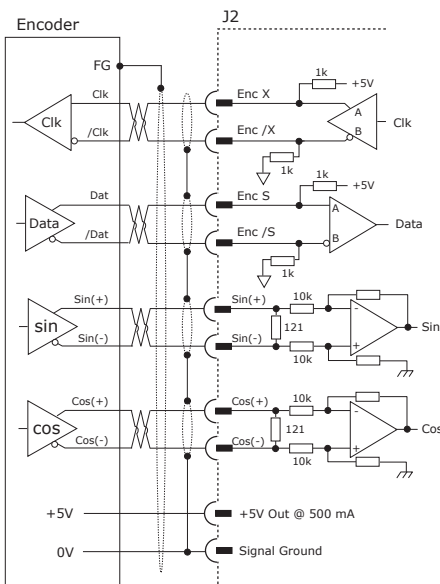 Encoder
J2
FG
Clk
Enc X
1k
+5V
A
Clk
B
Clk
/Clk
Enc /X
1k
Dat
Enc S
1k
+5V
A
Data
B
Data
/Dat
Enc /S
1k
Sin(+)
Sin(+)
10k
-
sin
121
Sin
+
Sin(-)
Sin(-)
10k
Cos(+)
Cos(+)
10k
-
cos
121
Cos
+
Cos(-)
Cos(-)
10k
+5V
+5V Out @ 500 mA
0V
Signal Ground